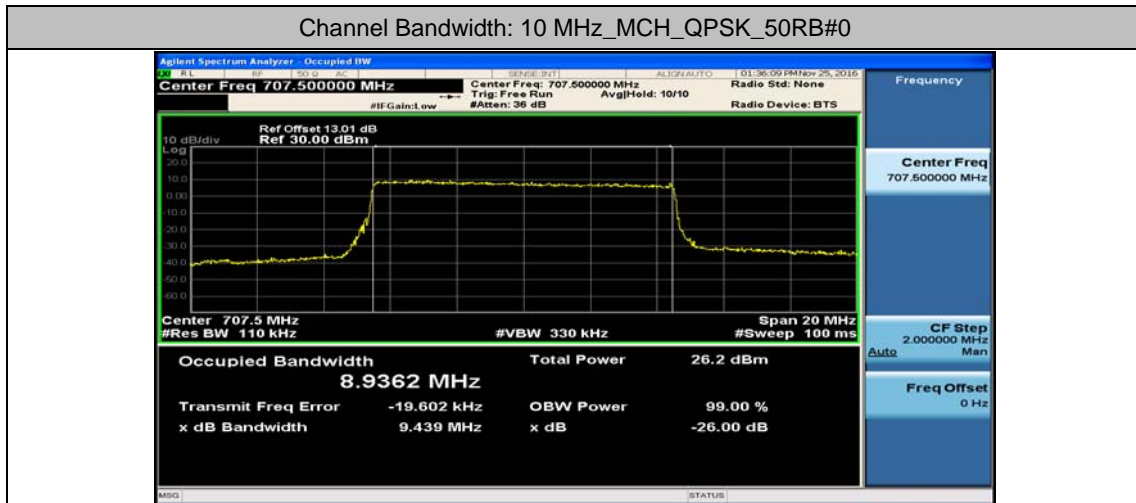 Channel Bandwidth: 10 MHz_MCH_QPSK_50RB#0
Agilent Spectrum Analyzer - Occupied BW
RL RF 50 Ω AC SENSE:INT ALIGN AUTO 01:36:09 PM Nov 25, 2016
Center Freq 707.500000 MHz
Center Freq: 707.500000 MHz
Radio Std: None
Trig: Free Run Avg|Hold: 10/10
#IFGain:Low #Atten: 36 dB Radio Device: BTS
Frequency
Ref Offset 13.01 dB
10 dB/div Ref 30.00 dBm
Log
20.0
10.0
0.00
-10.0
-20.0
-30.0
-40.0
-50.0
-60.0
Center Freq
707.500000 MHz
Center 707.5 MHz Span 20 MHz
#Res BW 110 kHz #VBW 330 kHz #Sweep 100 ms
CF Step
2.000000 MHz
Auto Man
Freq Offset
0 Hz
Occupied Bandwidth Total Power 26.2 dBm
8.9362 MHz
Transmit Freq Error -19.602 kHz OBW Power 99.00 %
x dB Bandwidth 9.439 MHz x dB -26.00 dB
MSG STATUS